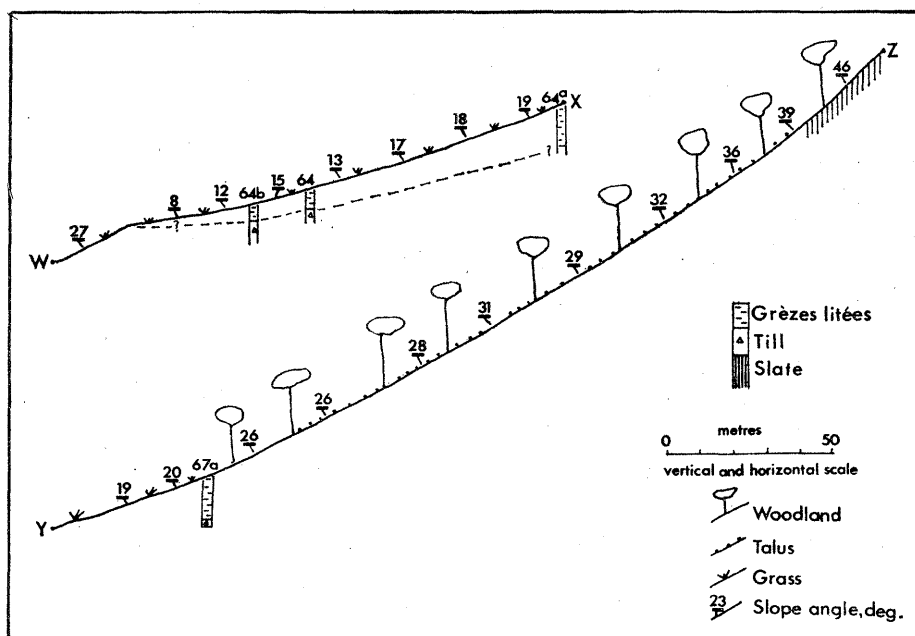 Z
46
39
36
32
29
31
28
26
26
20
19
67a
Y
64a
X
19
18
17
13
64
15
64b
12
8
27
W
?
?
Grèzes litées
Till
Slate
metres
0 50
vertical and horizontal scale
Woodland
Talus
Grass
23 Slope angle, deg.